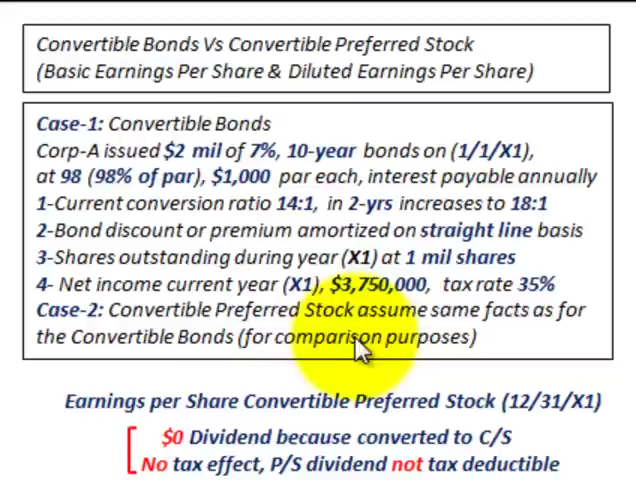 Convertible Bonds Vs Convertible Preferred Stock
(Basic Earnings Per Share & Diluted Earnings Per Share)
Case-1: Convertible Bonds
Corp-A issued $2 mil of 7%, 10-year bonds on (1/1/X1),
at 98 (98% of par), $1,000 par each, interest payable annually
1-Current conversion ratio 14:1, in 2-yrs increases to 18:1
2-Bond discount or premium amortized on straight line basis
3-Shares outstanding during year (X1) at 1 mil shares
4- Net income current year (X1), $3,750,000, tax rate 35%
Case-2: Convertible Preferred Stock assume same facts as for
the Convertible Bonds (for comparison purposes)
Earnings per Share Convertible Preferred Stock (12/31/X1)
$0 Dividend because converted to C/S
No tax effect, P/S dividend not tax deductible